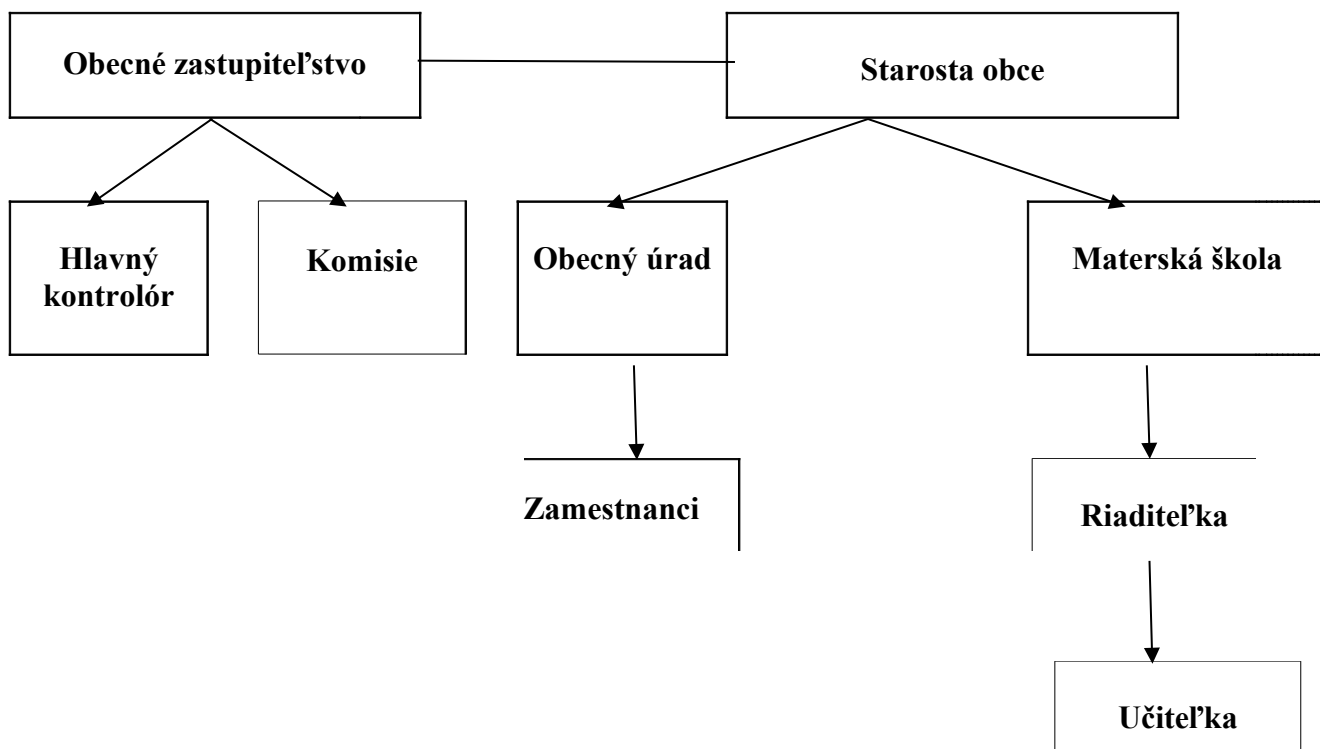 Obecné zastupiteľstvo
Starosta obce
Hlavný
kontrolór
Komisie
Obecný úrad
Materská škola
Zamestnanci
Riaditeľka
Učiteľka